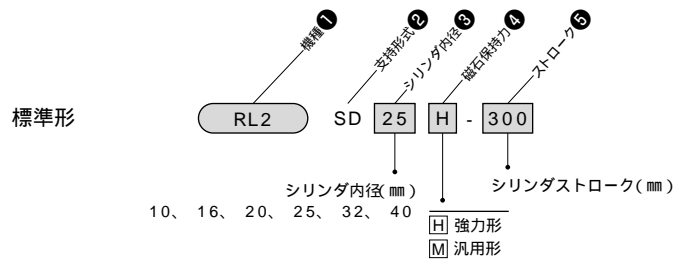 機種❶
支持形式❷
シリンダ内径❸
磁石保持力❹
ストローク❺
標準形 RL2 SD 25 H - 300
シリンダ内径(㎜)
シリンダストローク(㎜)
10、 16、 20、 25、 32、 40
H 強力形
M 汎用形